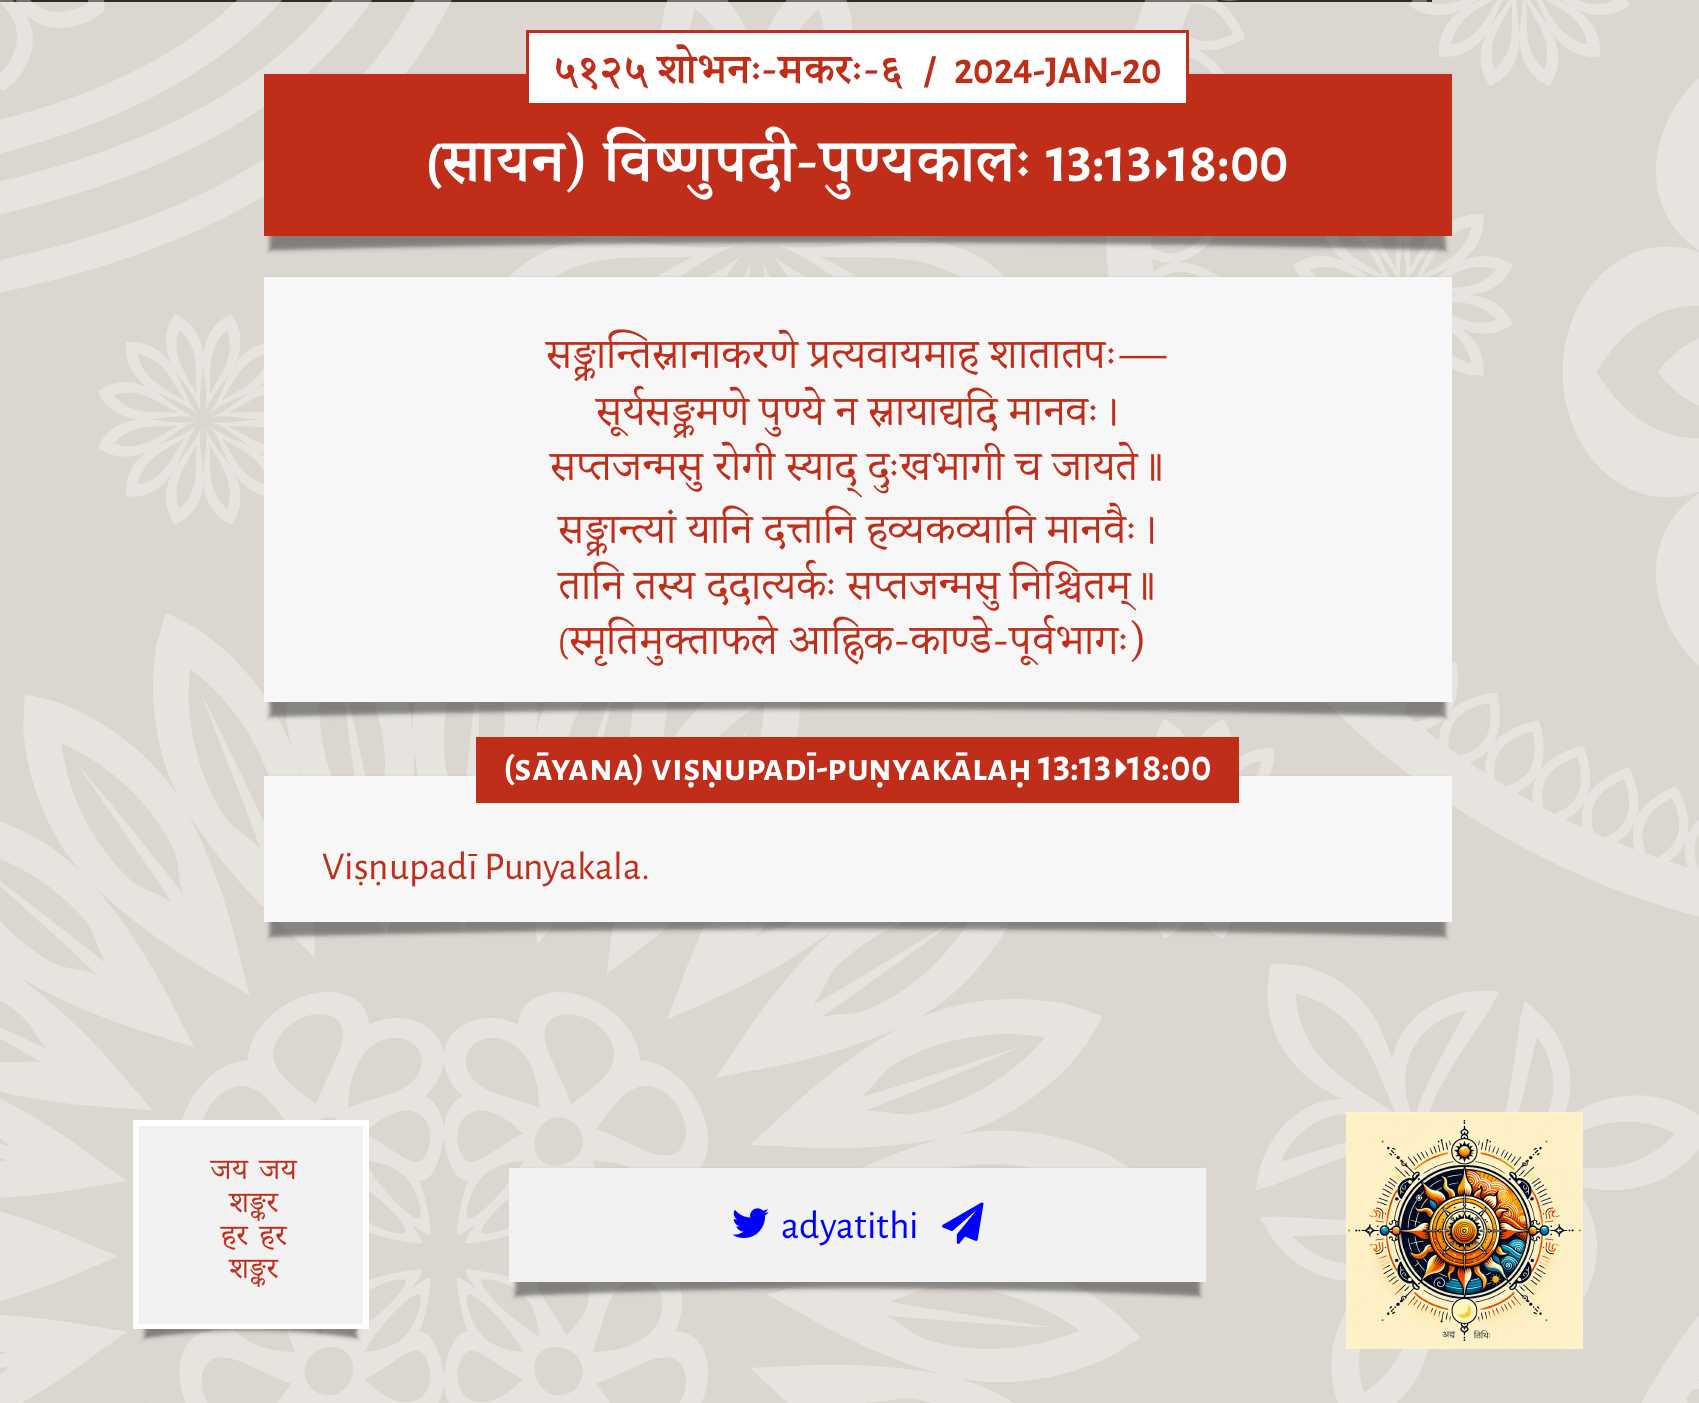 ५१२५ शोभनः-मकरः-६ / 2024-JAN-20
(सायन) विष्णुपदी-पुण्यकालः 13:13▸18:00
सङ्क्रान्तिस्नानाकरणे प्रत्यवायमाह शातातपः—
सूर्यसङ्क्रमणे पुण्ये न स्नायाद्यदि मानवः।
सप्तजन्मसु रोगी स्याद् दुःखभागी च जायते॥
सङ्क्रान्त्यां यानि दत्तानि हव्यकव्यानि मानवैः।
तानि तस्य ददात्यर्कः सप्तजन्मसु निश्चितम्॥
(स्मृतिमुक्ताफले आह्निक-काण्डे-पूर्वभागः)
(SĀYANA) VIṢṆUPADĪ-PUṆYAKĀLAḤ 13:13▸18:00
Viṣṇupadī Punyakala.
जय जय
शङ्कर
हर हर
शङ्कर
adyatithi
अद्य तिथिः